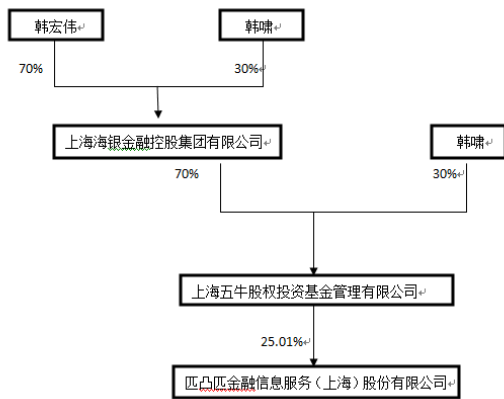 韩宏伟
韩啸
70%
30%
上海海银金融控股集团有限公司
韩啸
70%
30%
上海五牛股权投资基金管理有限公司
25.01%
匹凸匹金融信息服务（上海）股份有限公司